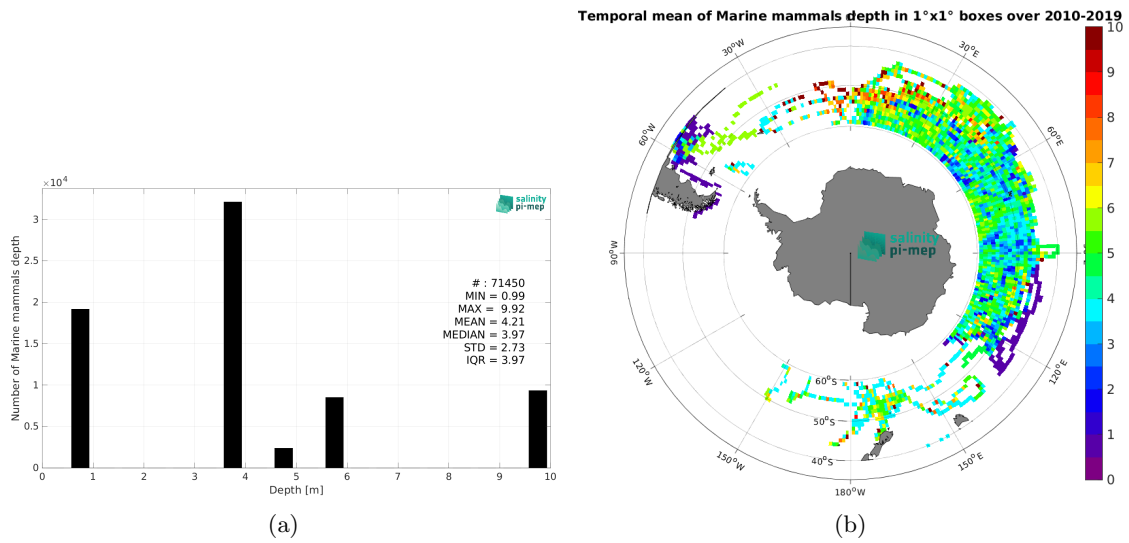 ×10⁴
3
2.5
2
1.5
1
0.5
0
Number of Marine mammals depth
0 1 2 3 4 5 6 7 8 9 10
Depth [m]
salinity
pi-mep
# : 71450
MIN = 0.99
MAX = 9.92
MEAN = 4.21
MEDIAN = 3.97
STD = 2.73
IQR = 3.97
(a)
Temporal mean of Marine mammals depth in 1°x1° boxes over 2010-2019
30°W
30°E
60°W
60°E
90°W
120°W
120°E
150°W
150°E
180°W
60°S
50°S
40°S
salinity
pi-mep
10
9
8
7
6
5
4
3
2
1
0
(b)